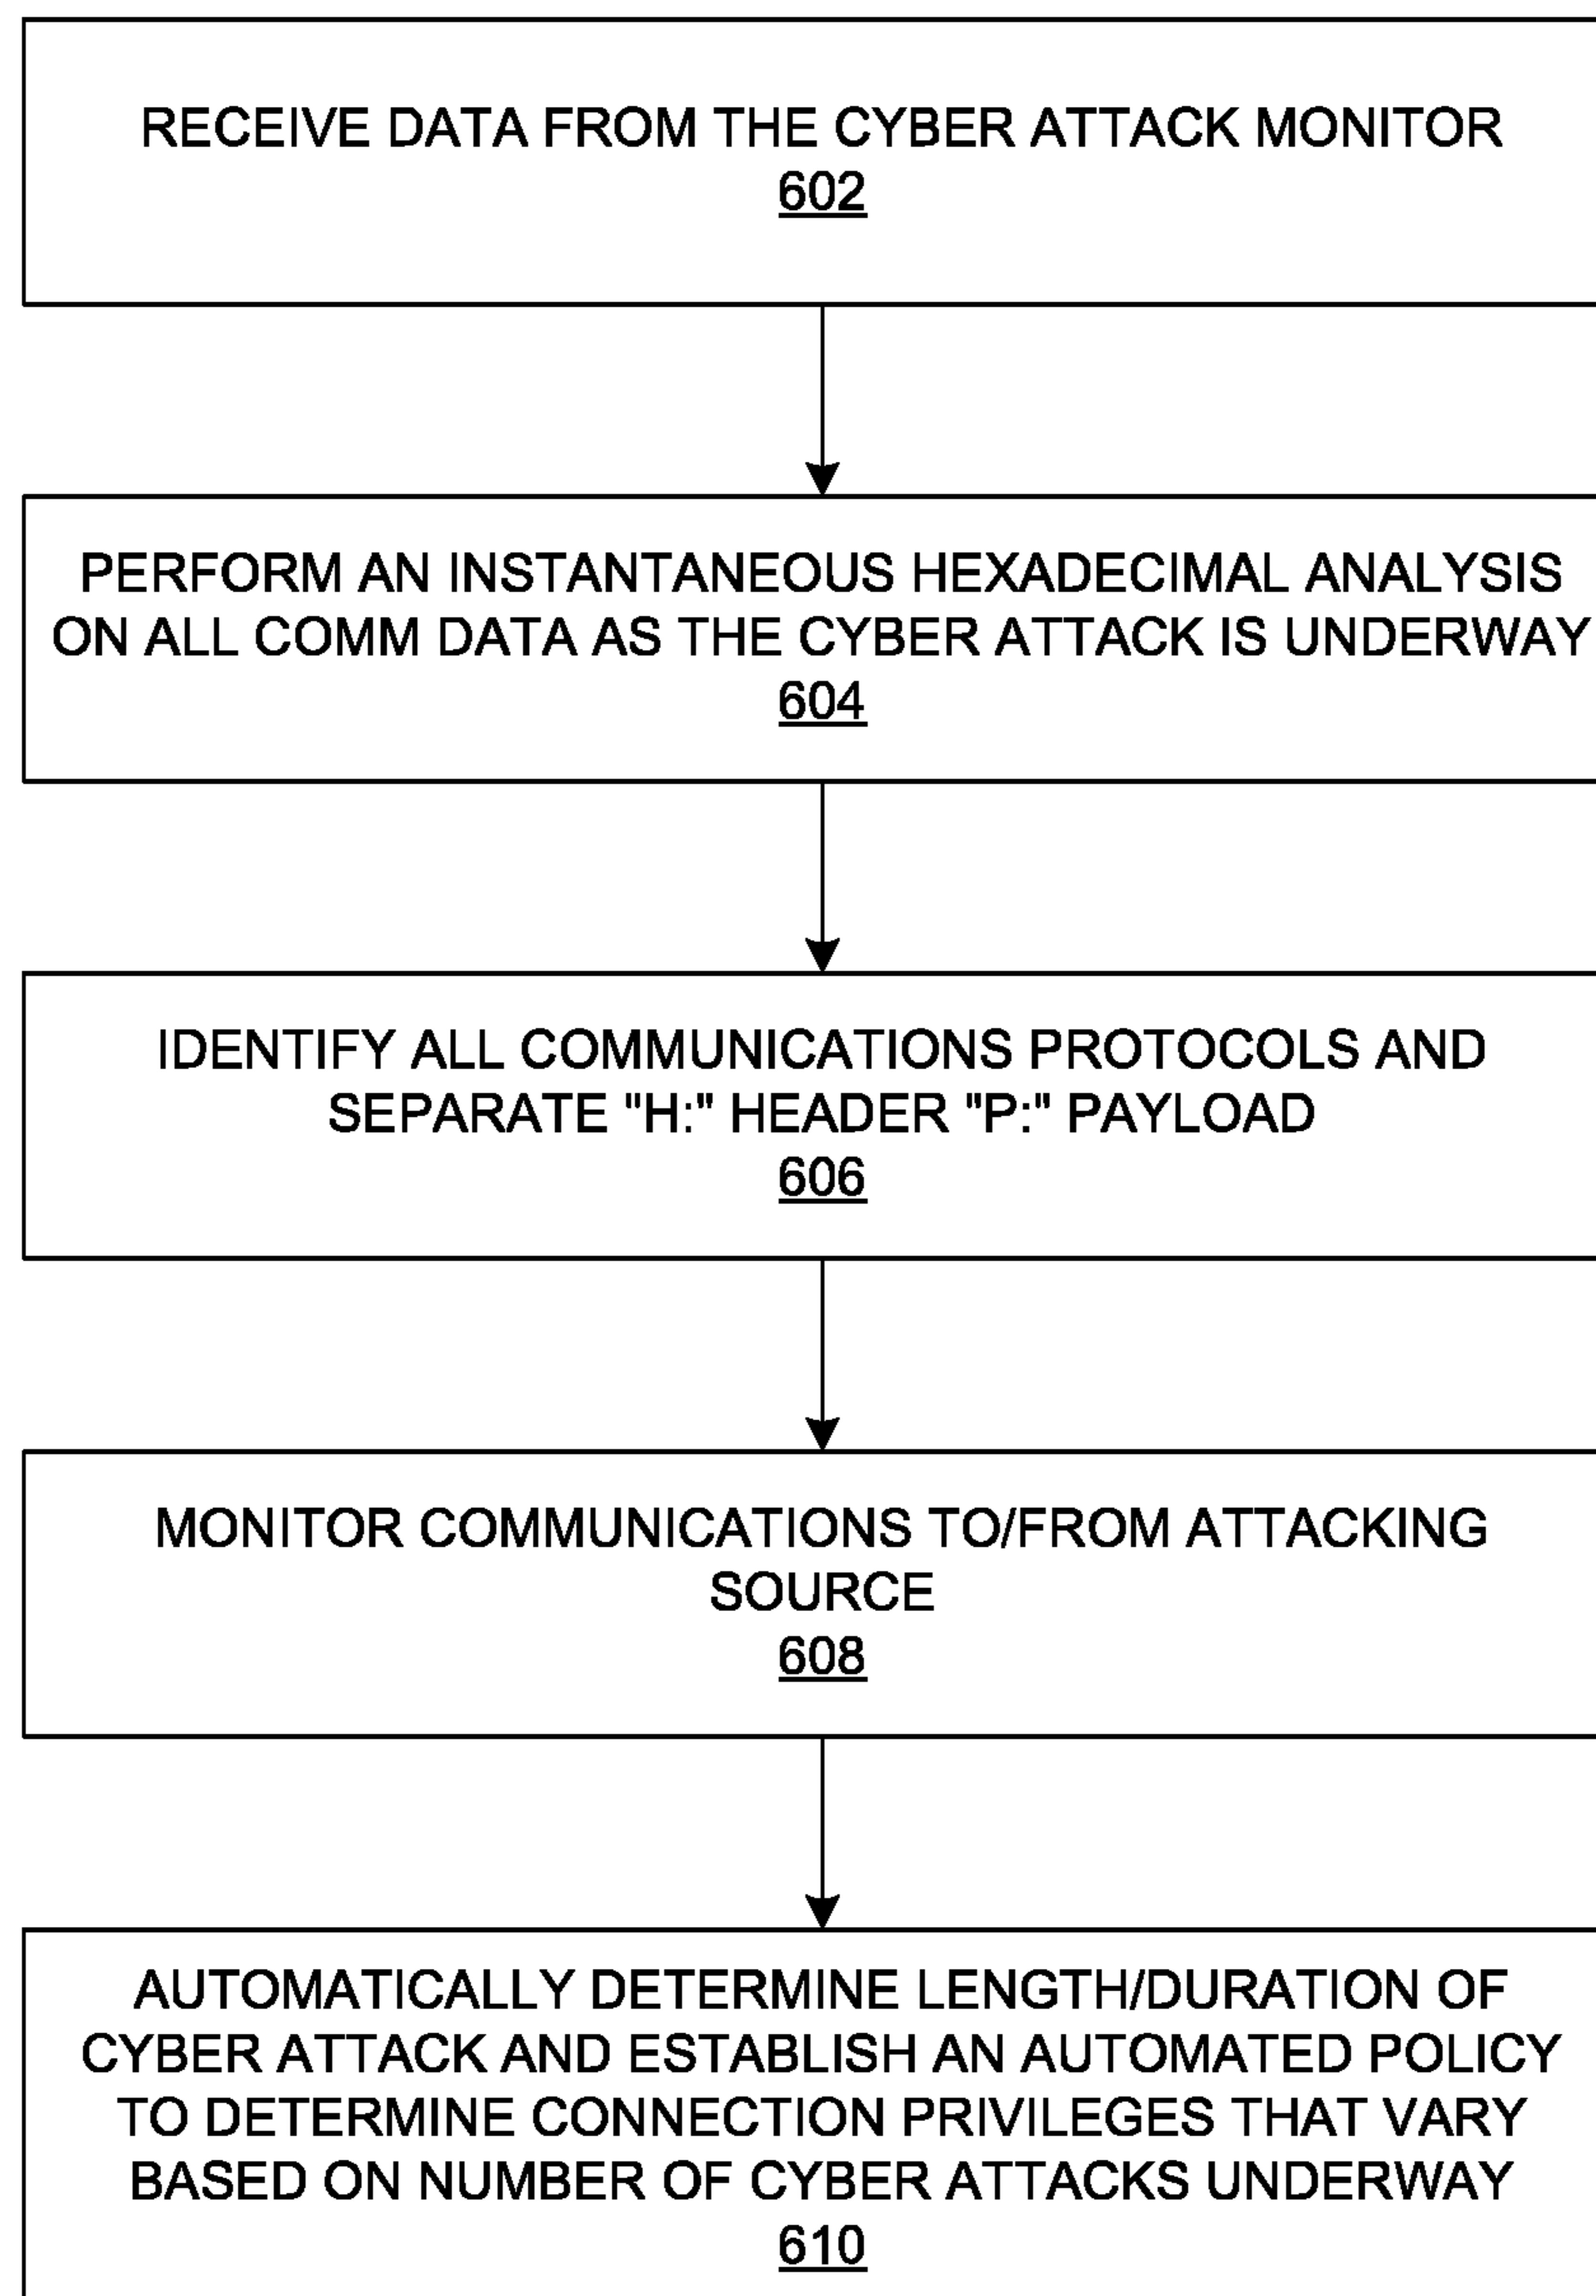 RECEIVE DATA FROM THE CYBER ATTACK MONITOR
602
PERFORM AN INSTANTANEOUS HEXADECIMAL ANALYSIS
ON ALL COMM DATA AS THE CYBER ATTACK IS UNDERWAY
604
IDENTIFY ALL COMMUNICATIONS PROTOCOLS AND
SEPARATE "H:" HEADER "P:" PAYLOAD
606
MONITOR COMMUNICATIONS TO/FROM ATTACKING
SOURCE
608
AUTOMATICALLY DETERMINE LENGTH/DURATION OF
CYBER ATTACK AND ESTABLISH AN AUTOMATED POLICY
TO DETERMINE CONNECTION PRIVILEGES THAT VARY
BASED ON NUMBER OF CYBER ATTACKS UNDERWAY
610